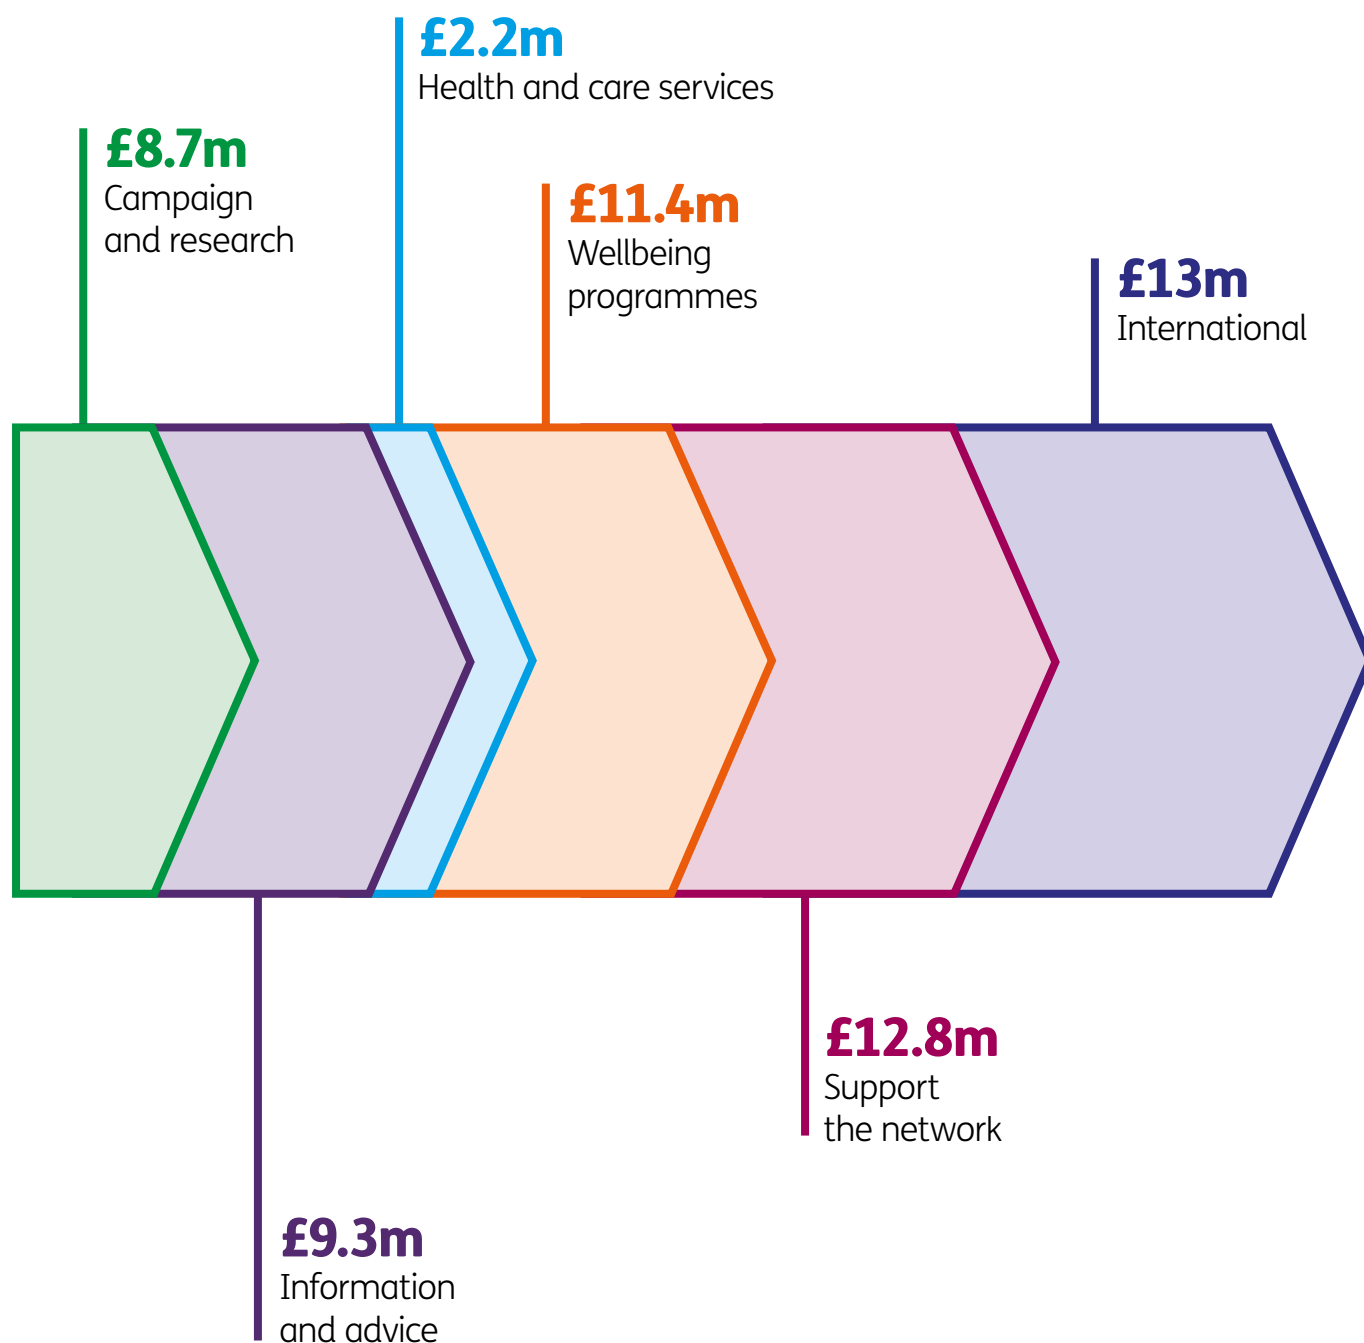 £2.2m
Health and care services
£8.7m
Campaign
and research
£11.4m
Wellbeing
programmes
£13m
International
£12.8m
Support
the network
£9.3m
Information
and advice